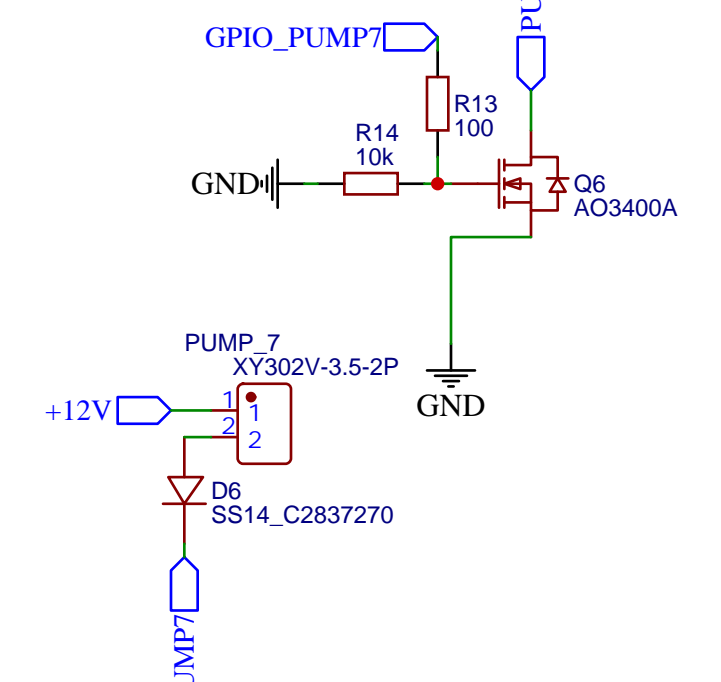 GPIO_PUMP7
R13
100
R14
10k
GND
Q6
AO3400A
PUMP_7
XY302V-3.5-2P
+12V
1
1
2
2
GND
D6
SS14_C2837270